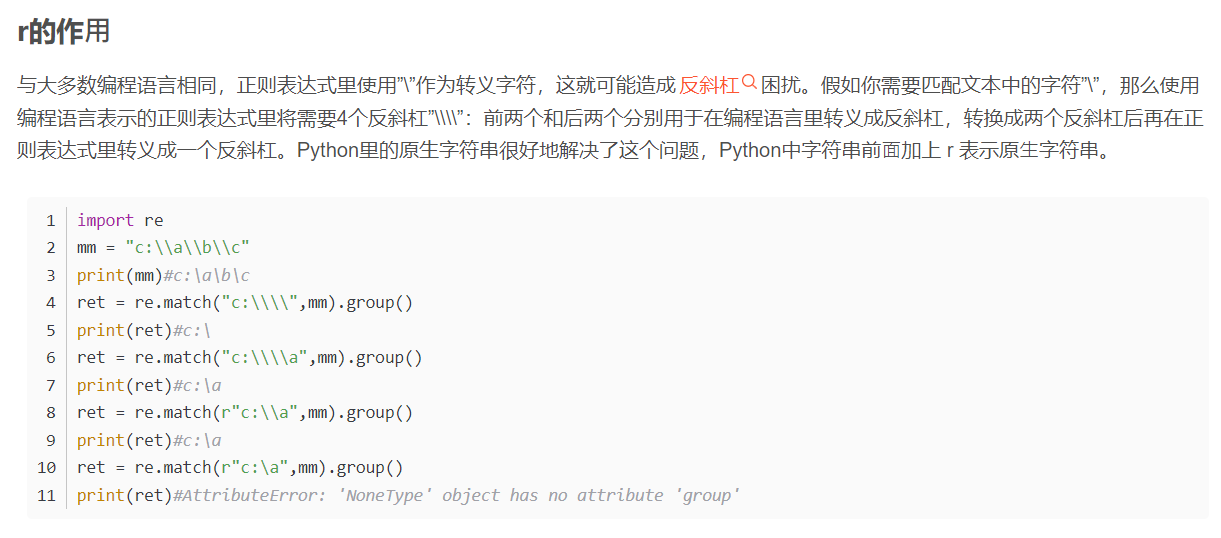 r的作用
与大多数编程语言相同，正则表达式里使用”\”作为转义字符，这就可能造成反斜杠困扰。假如你需要匹配文本中的字符”\”，那么使用
编程语言表示的正则表达式里将需要4个反斜杠”\\\\”：前两个和后两个分别用于在编程语言里转义成反斜杠，转换成两个反斜杠后再在正
则表达式里转义成一个反斜杠。Python里的原生字符串很好地解决了这个问题，Python中字符串前面加上 r 表示原生字符串。
1 import re
2 mm = "c:\\a\\b\\c"
3 print(mm)#c:\a\b\c
4 ret = re.match("c:\\\\",mm).group()
5 print(ret)#c:\
6 ret = re.match("c:\\\\a",mm).group()
7 print(ret)#c:\a
8 ret = re.match(r"c:\\a",mm).group()
9 print(ret)#c:\a
10 ret = re.match(r"c:\a",mm).group()
11 print(ret)#AttributeError: 'NoneType' object has no attribute 'group'